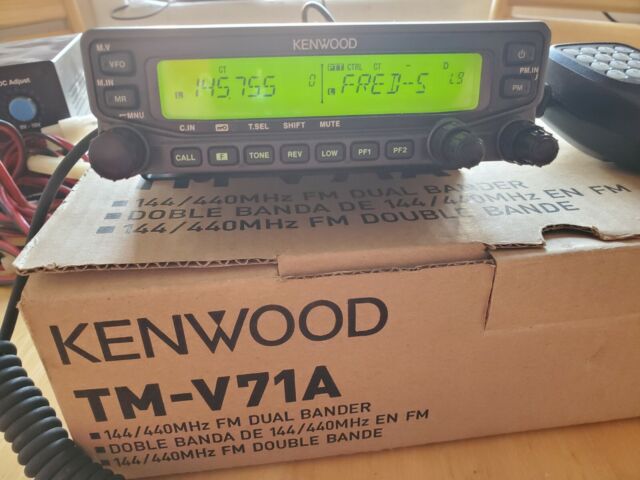 DC Adjust
KENWOOD
M.V
VFO
M.IN
MR
MNU
CT
145.755
0
PTT CTRL CT - D
FRED-S
L9
PM.IN
PM
C.IN T.SEL SHIFT MUTE
CALL F TONE REV LOW PF1 PF2
TM-V71A
144/440MHz FM DUAL BANDER
DOBLE BANDA DE 144/440MHz EN FM
144/440MHz FM DOUBLE BANDE
KENWOOD
TM-V71A
144/440MHz FM DUAL BANDER
DOBLE BANDA DE 144/440MHz EN FM
144/440MHz FM DOUBLE BANDE